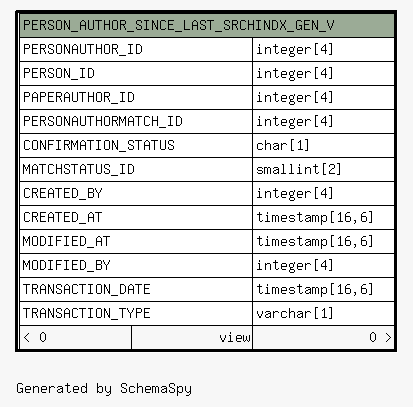 PERSON_AUTHOR_SINCE_LAST_SRCHINDX_GEN_V
PERSONAUTHOR_ID integer[4]
PERSON_ID integer[4]
PAPERAUTHOR_ID integer[4]
PERSONAUTHORMATCH_ID integer[4]
CONFIRMATION_STATUS char[1]
MATCHSTATUS_ID smallint[2]
CREATED_BY integer[4]
CREATED_AT timestamp[16,6]
MODIFIED_AT timestamp[16,6]
MODIFIED_BY integer[4]
TRANSACTION_DATE timestamp[16,6]
TRANSACTION_TYPE varchar[1]
< 0 view 0 >
Generated by SchemaSpy